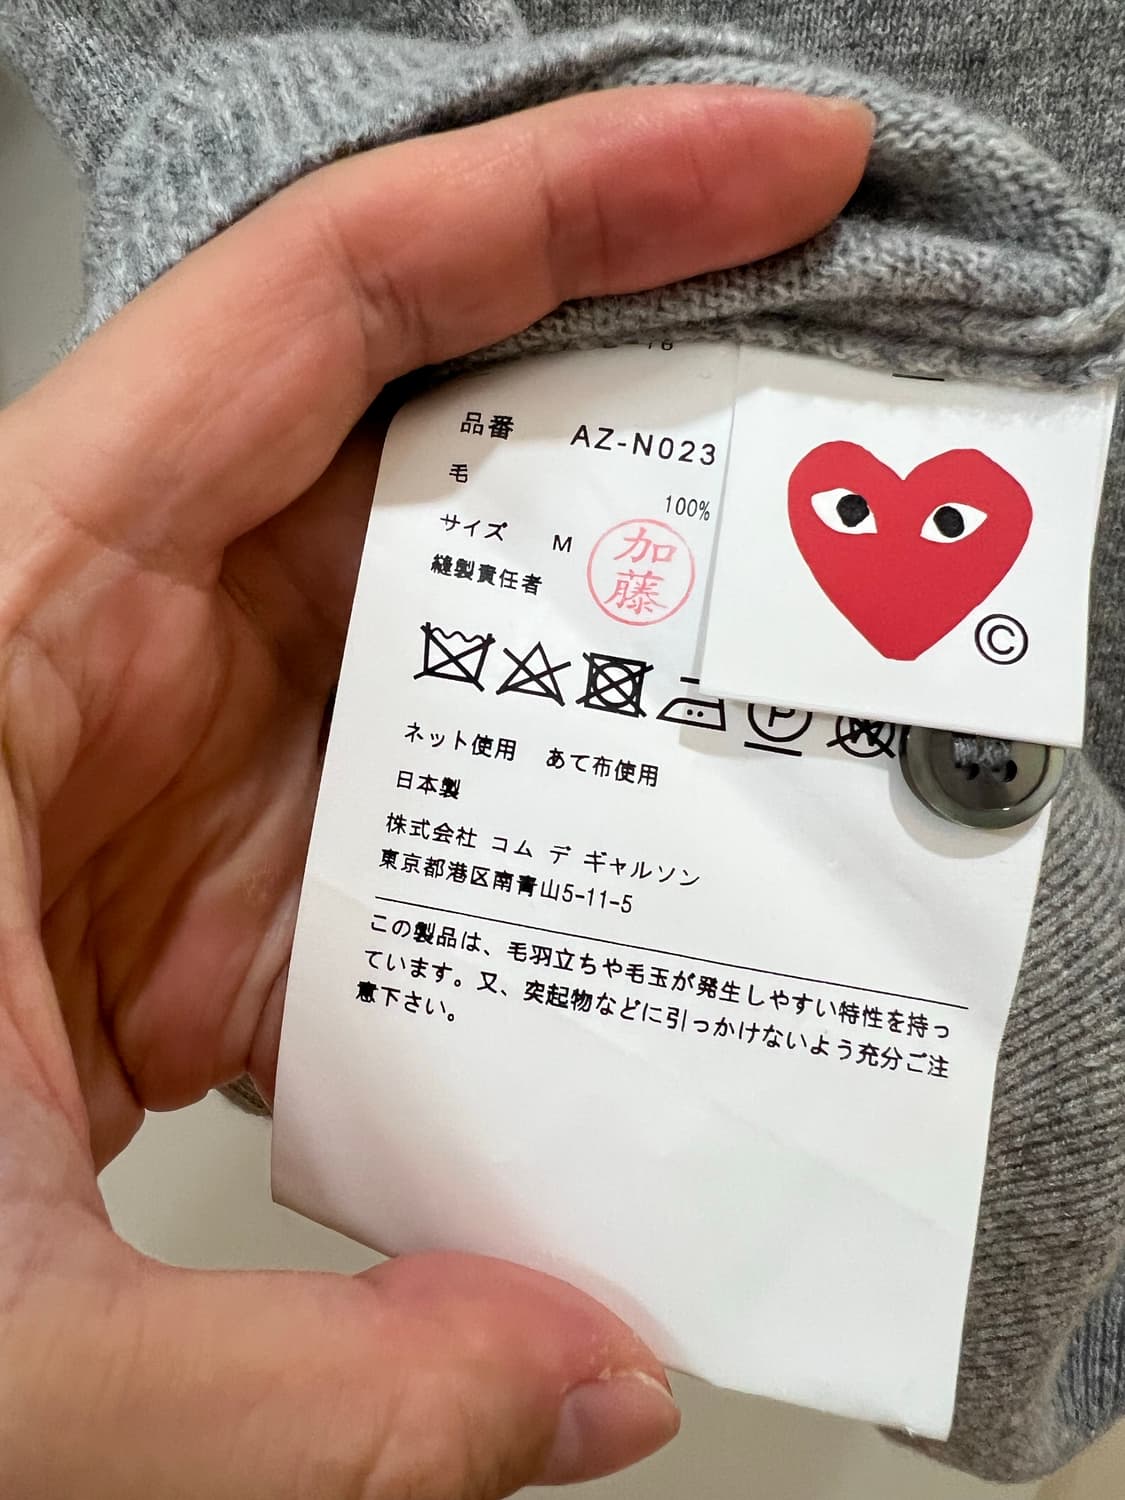 品番 AZ-N023
毛 100%
サイズ M
縫製責任者 加藤
ネット使用 あて布使用
日本製
株式会社 コム デ ギャルソン
東京都港区南青山5-11-5
この製品は、毛羽立ちや毛玉が発生しやすい特性を持っ
ています。又、突起物などに引っかけないよう充分ご注
意下さい。
©
P
W